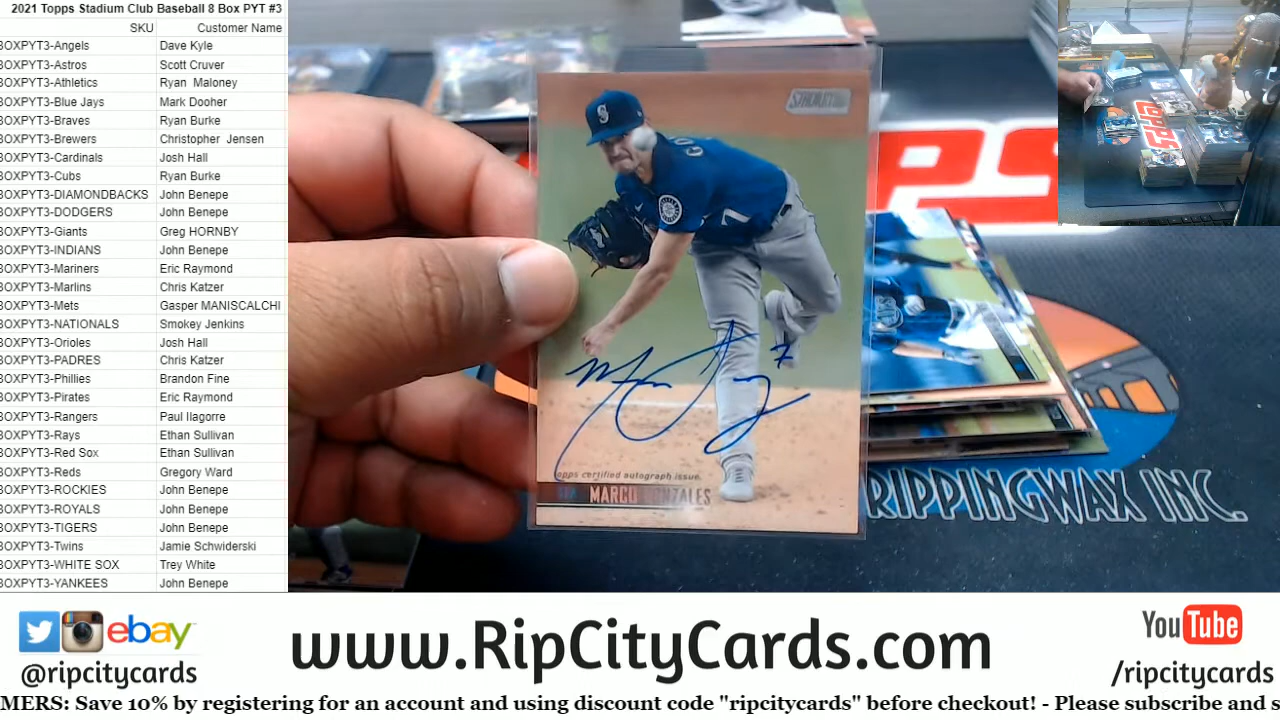 2021 Topps Stadium Club Baseball 8 Box PYT #3
SKU Customer Name
BOXPYT3-Angels Dave Kyle
BOXPYT3-Astros Scott Cruver
BOXPYT3-Athletics Ryan Maloney
BOXPYT3-Blue Jays Mark Dooher
BOXPYT3-Braves Ryan Burke
BOXPYT3-Brewers Christopher Jensen
BOXPYT3-Cardinals Josh Hall
BOXPYT3-Cubs Ryan Burke
BOXPYT3-DIAMONDBACKS John Benepe
BOXPYT3-DODGERS John Benepe
BOXPYT3-Giants Greg HORNBY
BOXPYT3-INDIANS John Benepe
BOXPYT3-Mariners Eric Raymond
BOXPYT3-Marlins Chris Katzer
BOXPYT3-Mets Gasper MANISCALCHI
BOXPYT3-NATIONALS Smokey Jenkins
BOXPYT3-Orioles Josh Hall
BOXPYT3-PADRES Chris Katzer
BOXPYT3-Phillies Brandon Fine
BOXPYT3-Pirates Eric Raymond
BOXPYT3-Rangers Paul Ilagorre
BOXPYT3-Rays Ethan Sullivan
BOXPYT3-Red Sox Ethan Sullivan
BOXPYT3-Reds Gregory Ward
BOXPYT3-ROCKIES John Benepe
BOXPYT3-ROYALS John Benepe
BOXPYT3-TIGERS John Benepe
BOXPYT3-Twins Jamie Schwiderski
BOXPYT3-WHITE SOX Trey White
BOXPYT3-YANKEES John Benepe
STADIUM
S
GO
7
7
topps certified autograph issue.
MARCO GONZALES
TOPPS
RIPPINGWAX INC.
ebay
@ripcitycards
www.RipCityCards.com
YouTube
/ripcitycards
MERS: Save 10% by registering for an account and using discount code "ripcitycards" before checkout! - Please subscribe and s